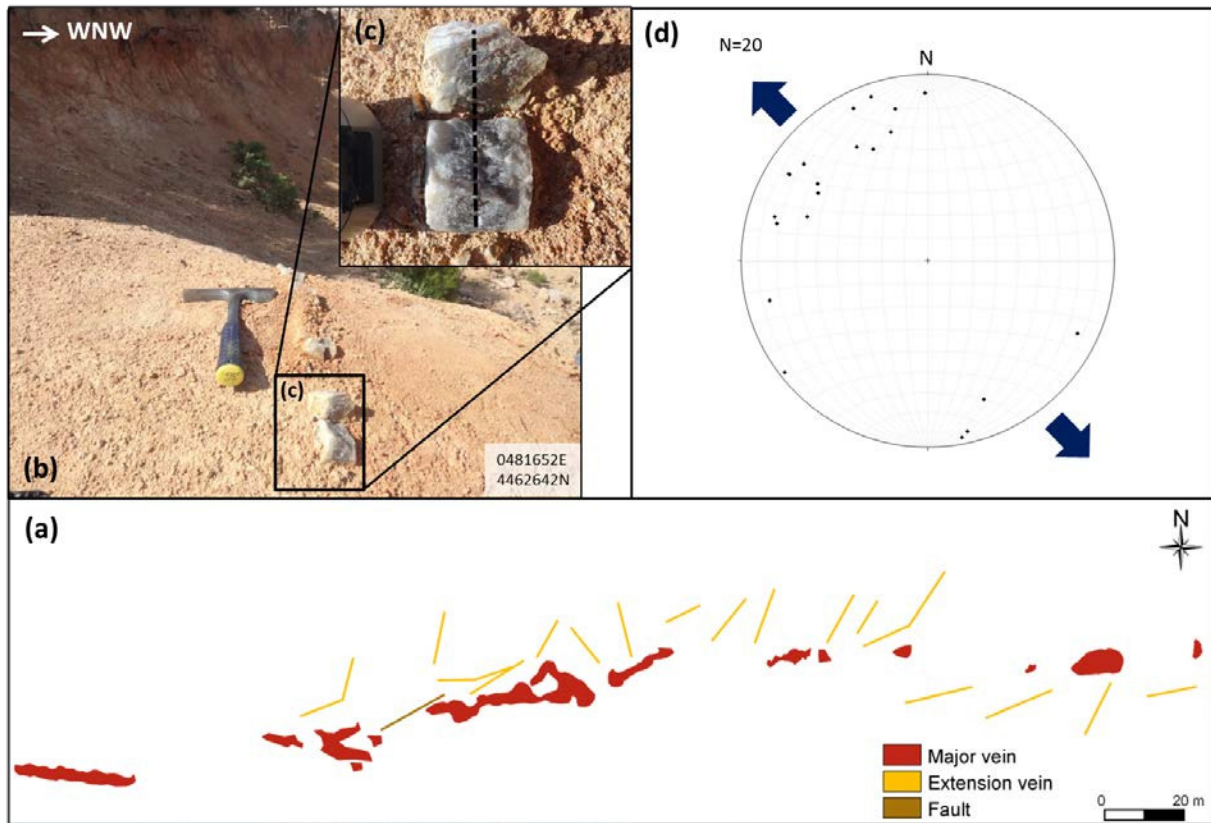 WNW
(c)
(c)
0481652E
4462642N
(b)
(d)
N=20
N
(a)
N
Major vein
Extension vein
Fault
0
20 m